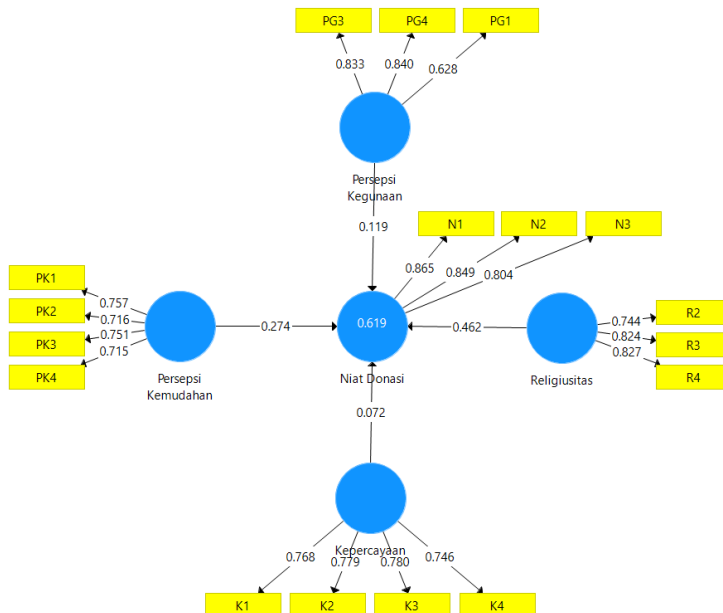 PG3 PG4 PG1
0.833 0.840 0.628
Persepsi
Kegunaan
0.119
N1 N2 N3
0.865 0.849 0.804
PK1
PK2
PK3
PK4
0.757
0.716
0.751
0.715
Persepsi
Kemudahan
0.274
0.619
Niat Donasi
0.462
Religiusitas
0.744
0.824
0.827
R2
R3
R4
0.072
Kepercayaan
0.768 0.779 0.780 0.746
K1 K2 K3 K4